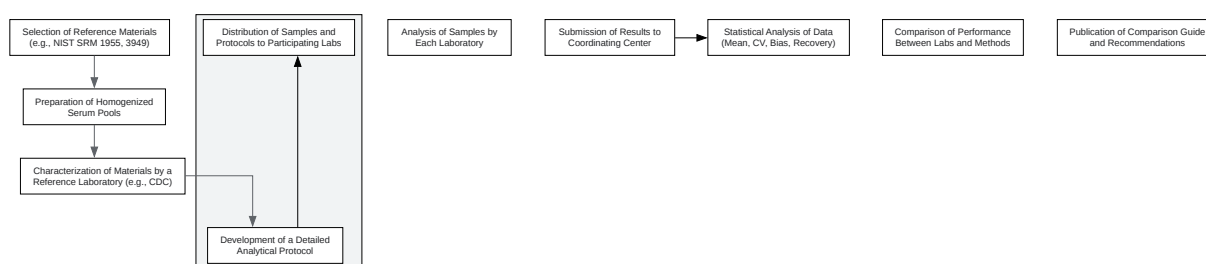 Selection of Reference Materials
(e.g., NIST SRM 1955, 3949)
Distribution of Samples and
Protocols to Participating Labs
Analysis of Samples by
Each Laboratory
Submission of Results to
Coordinating Center
Statistical Analysis of Data
(Mean, CV, Bias, Recovery)
Comparison of Performance
Between Labs and Methods
Publication of Comparison Guide
and Recommendations
Preparation of Homogenized
Serum Pools
Characterization of Materials by a
Reference Laboratory (e.g., CDC)
Development of a Detailed
Analytical Protocol